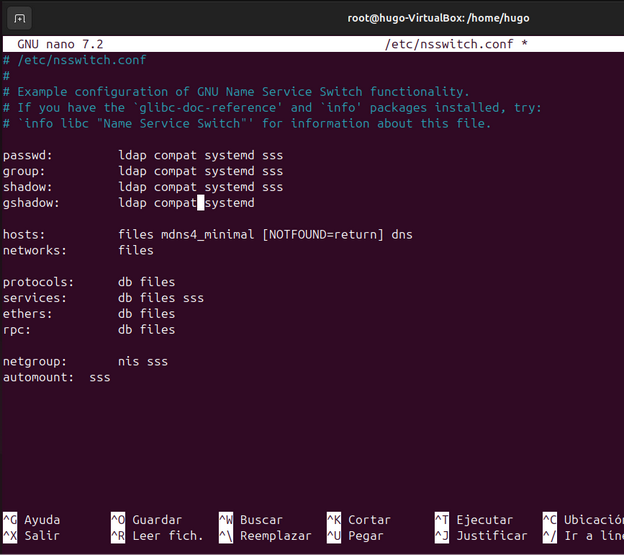 root@hugo-VirtualBox: /home/hugo
GNU nano 7.2 /etc/nsswitch.conf *
# /etc/nsswitch.conf
#
# Example configuration of GNU Name Service Switch functionality.
# If you have the `glibc-doc-reference' and `info' packages installed, try:
# `info libc "Name Service Switch"' for information about this file.
passwd: ldap compat systemd sss
group: ldap compat systemd sss
shadow: ldap compat systemd sss
gshadow: ldap compat systemd
hosts: files mdns4_minimal [NOTFOUND=return] dns
networks: files
protocols: db files
services: db files sss
ethers: db files
rpc: db files
netgroup: nis sss
automount: sss
^G Ayuda ^O Guardar ^W Buscar ^K Cortar ^T Ejecutar ^C Ubicación
^X Salir ^R Leer fich. ^\ Reemplazar ^U Pegar ^J Justificar ^/ Ir a line